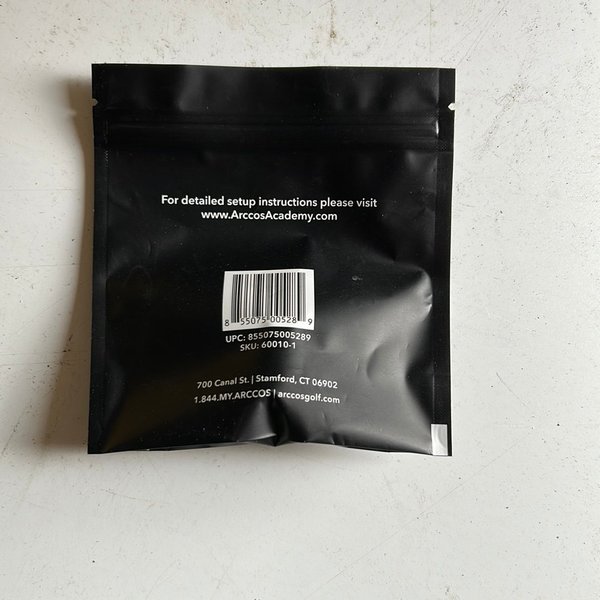 For detailed setup instructions please visit
www.ArccosAcademy.com
8 55075 00528 9
UPC: 855075005289
SKU: 60010-1
700 Canal St. | Stamford, CT 06902
1.844.MY.ARCCOS | arccosgolf.com